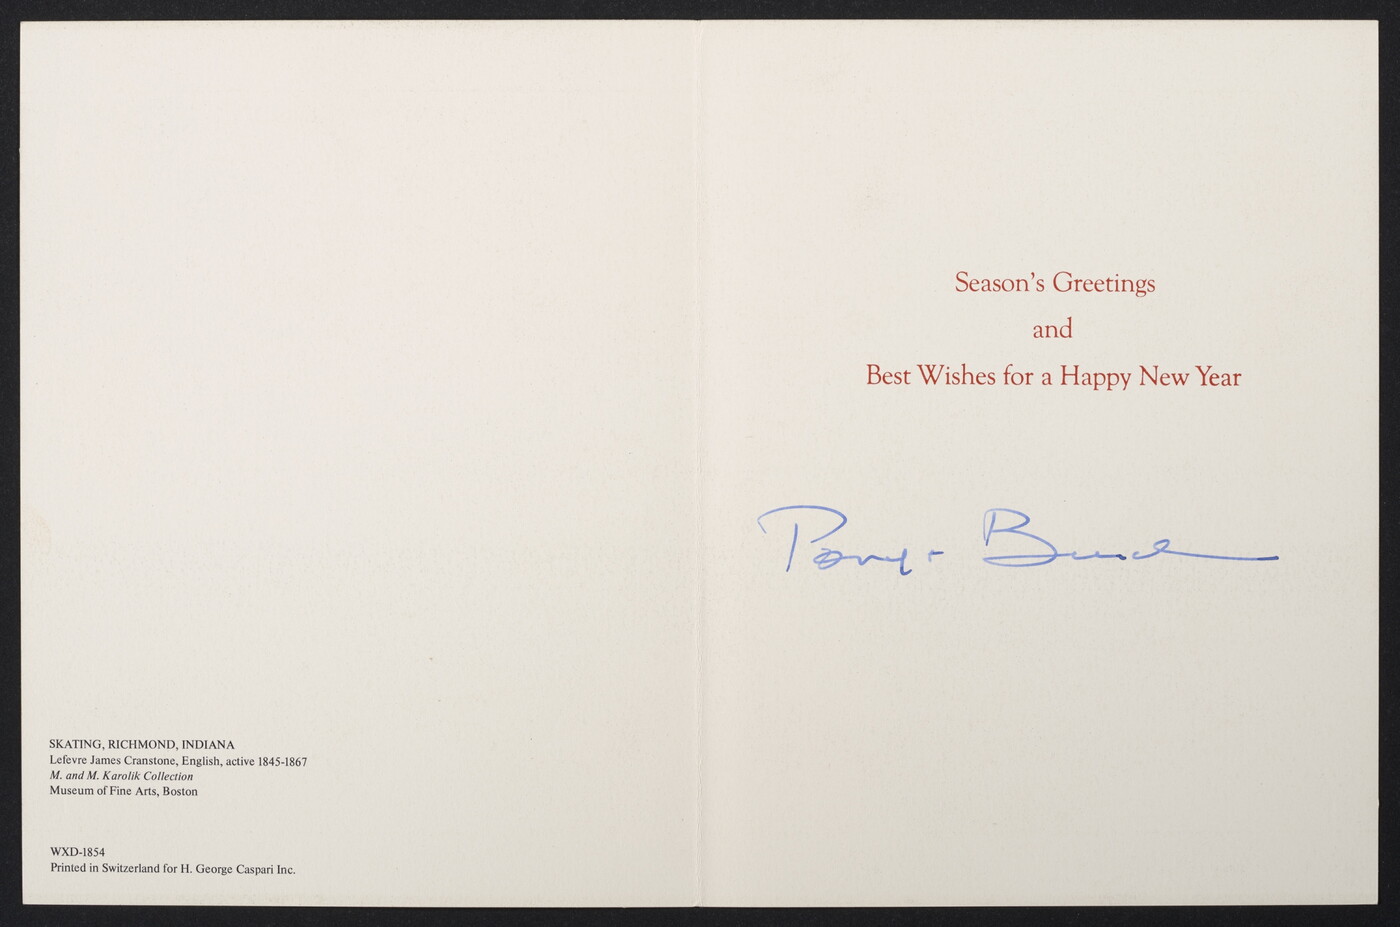 SKATING, RICHMOND, INDIANA
Lefevre James Cranstone, English, active 1845-1867
M. and M. Karolik Collection
Museum of Fine Arts, Boston
WXD-1854
Printed in Switzerland for H. George Caspari Inc.
Season's Greetings
and
Best Wishes for a Happy New Year